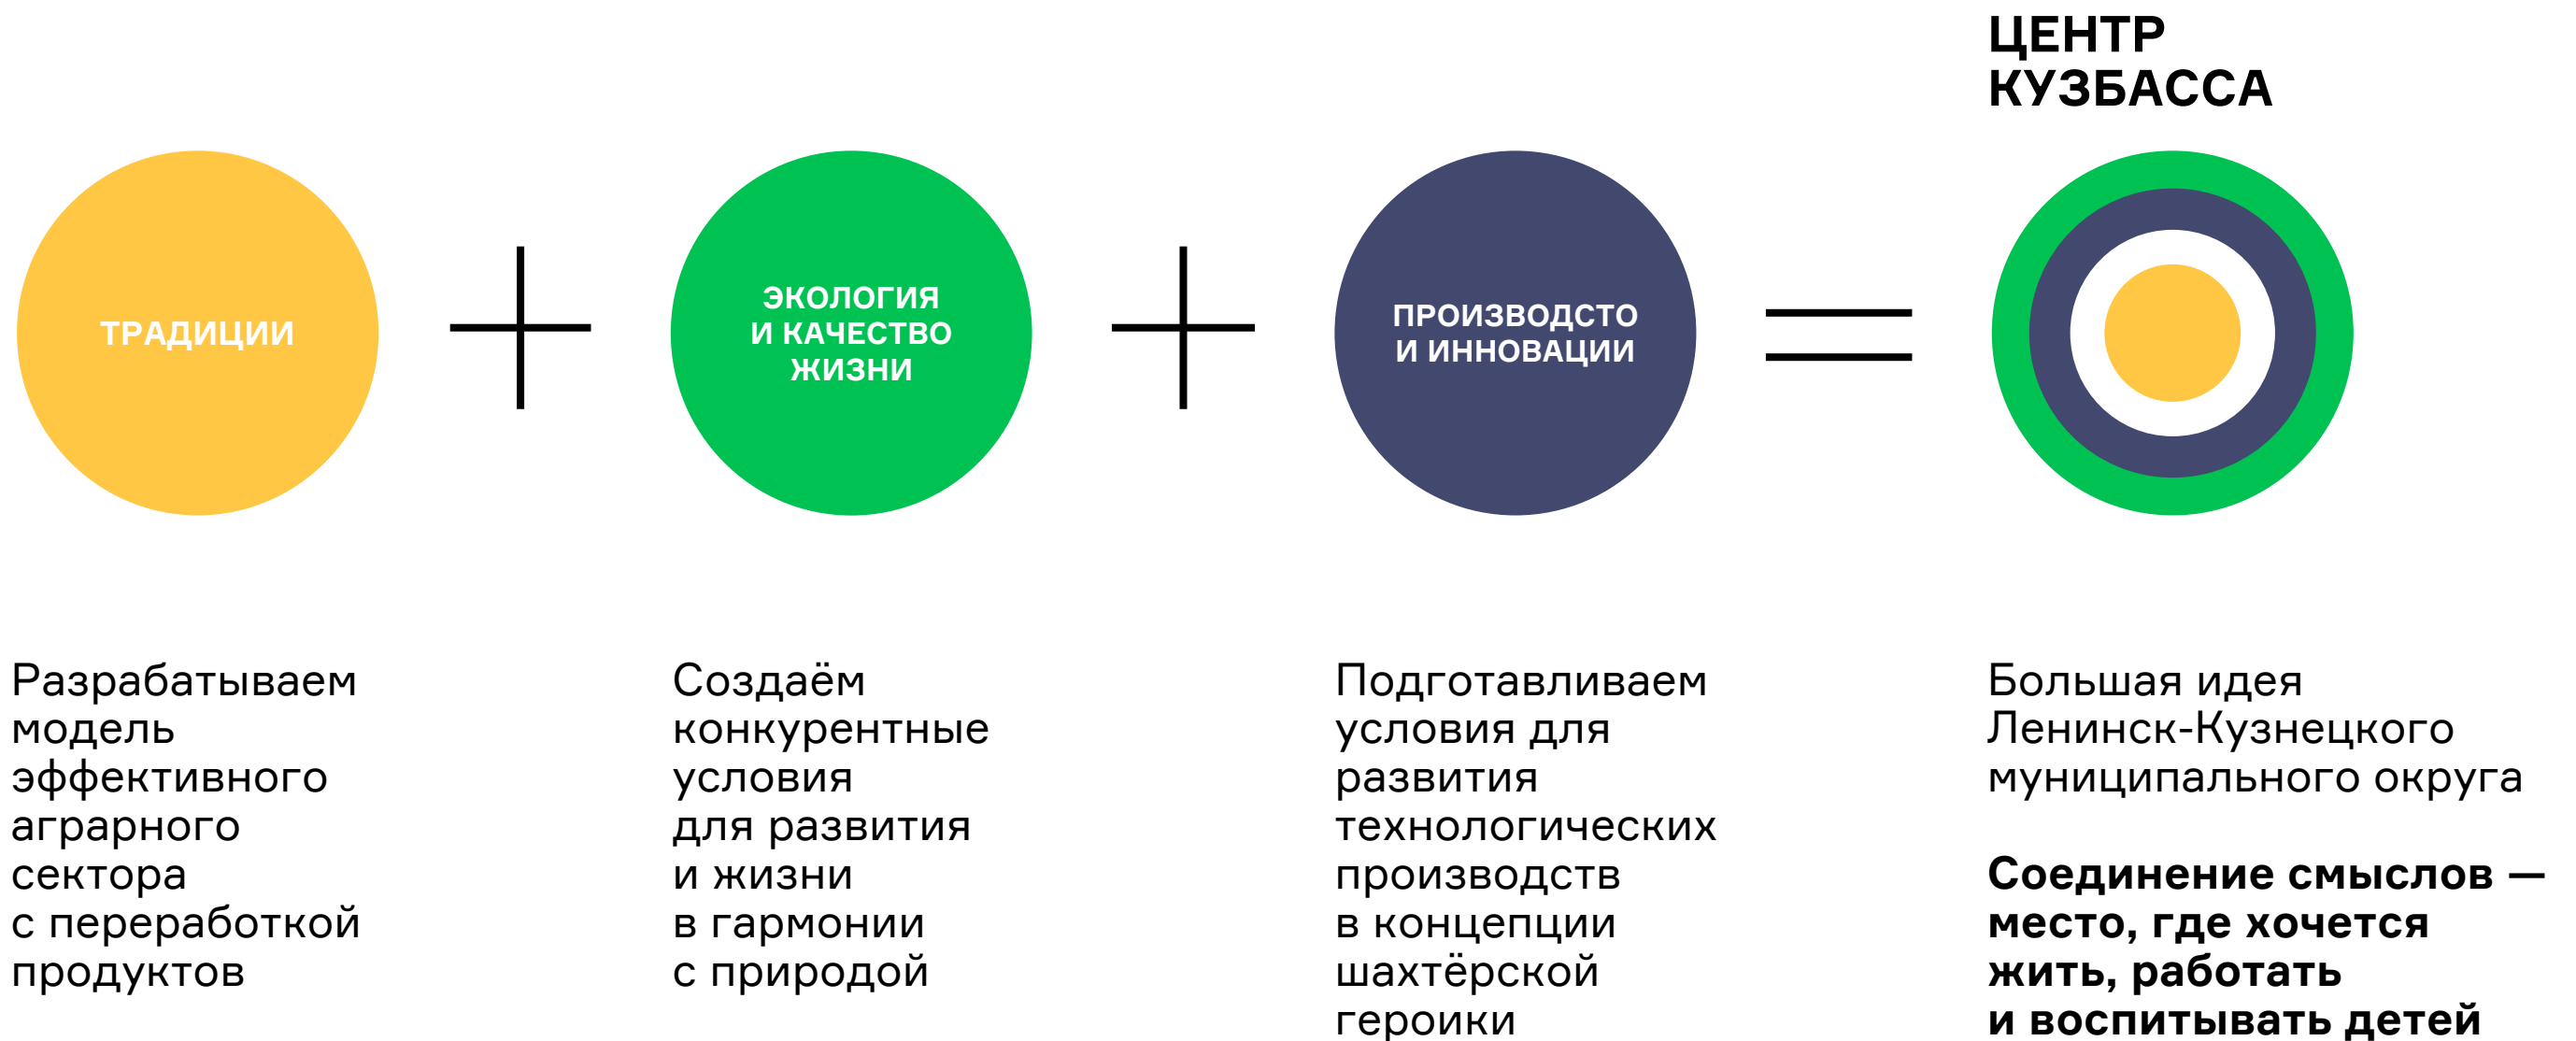 ЦЕНТР
КУЗБАССА
ТРАДИЦИИ
ЭКОЛОГИЯ
И КАЧЕСТВО
ЖИЗНИ
ПРОИЗВОДСТО
И ИННОВАЦИИ
Разрабатываем
модель
эффективного
аграрного
сектора
с переработкой
продуктов
Создаём
конкурентные
условия
для развития
и жизни
в гармонии
с природой
Подготавливаем
условия для
развития
технологических
производств
в концепции
шахтёрской
героики
Большая идея
Ленинск-Кузнецкого
муниципального округа
Соединение смыслов —
место, где хочется
жить, работать
и воспитывать детей